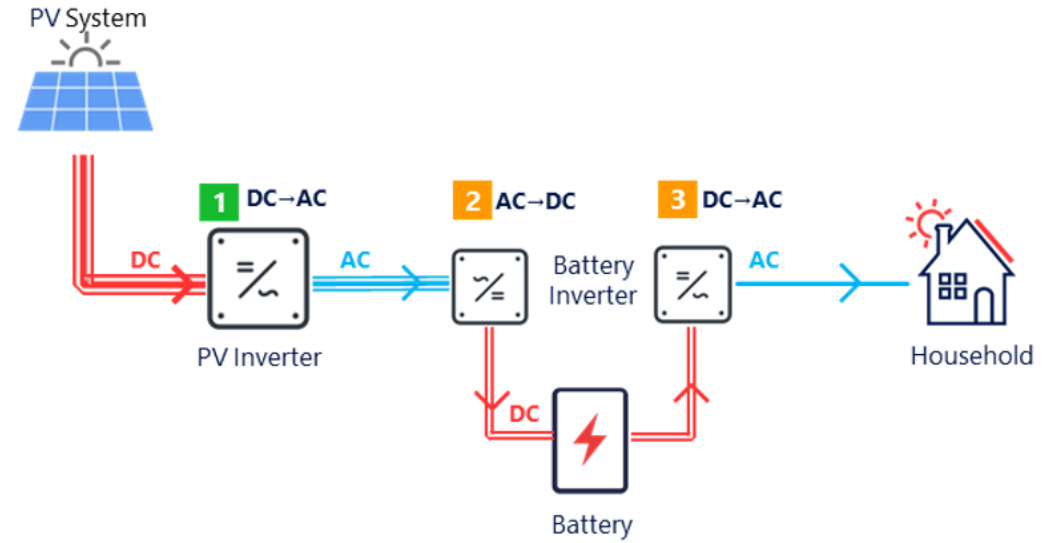 PV System
1 DC→AC
2 AC→DC
3 DC→AC
DC
AC
Battery
Inverter
AC
PV Inverter
Household
DC
Battery